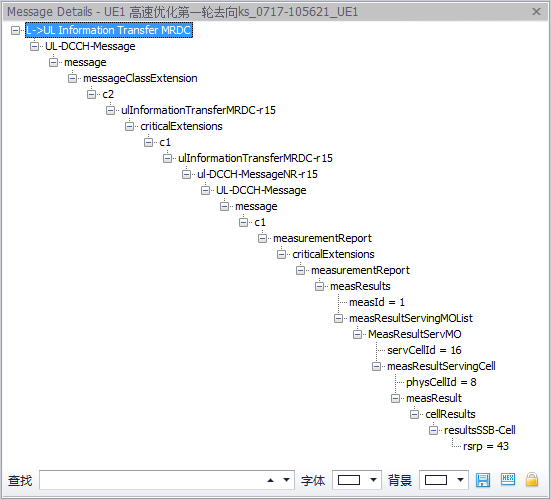 Message Details - UE1 高速优化第一轮去向ks_0717-105621_UE1
L->UL Information Transfer MRDC
UL-DCCH-Message
message
messageClassExtension
c2
ulInformationTransferMRDC-r15
criticalExtensions
c1
ulInformationTransferMRDC-r15
ul-DCCH-MessageNR-r15
UL-DCCH-Message
message
c1
measurementReport
criticalExtensions
measurementReport
measResults
measId = 1
measResultServingMOList
MeasResultServMO
servCellId = 16
measResultServingCell
physCellId = 8
measResult
cellResults
resultsSSB-Cell
rsrp = 43
查找 字体 背景 HEX